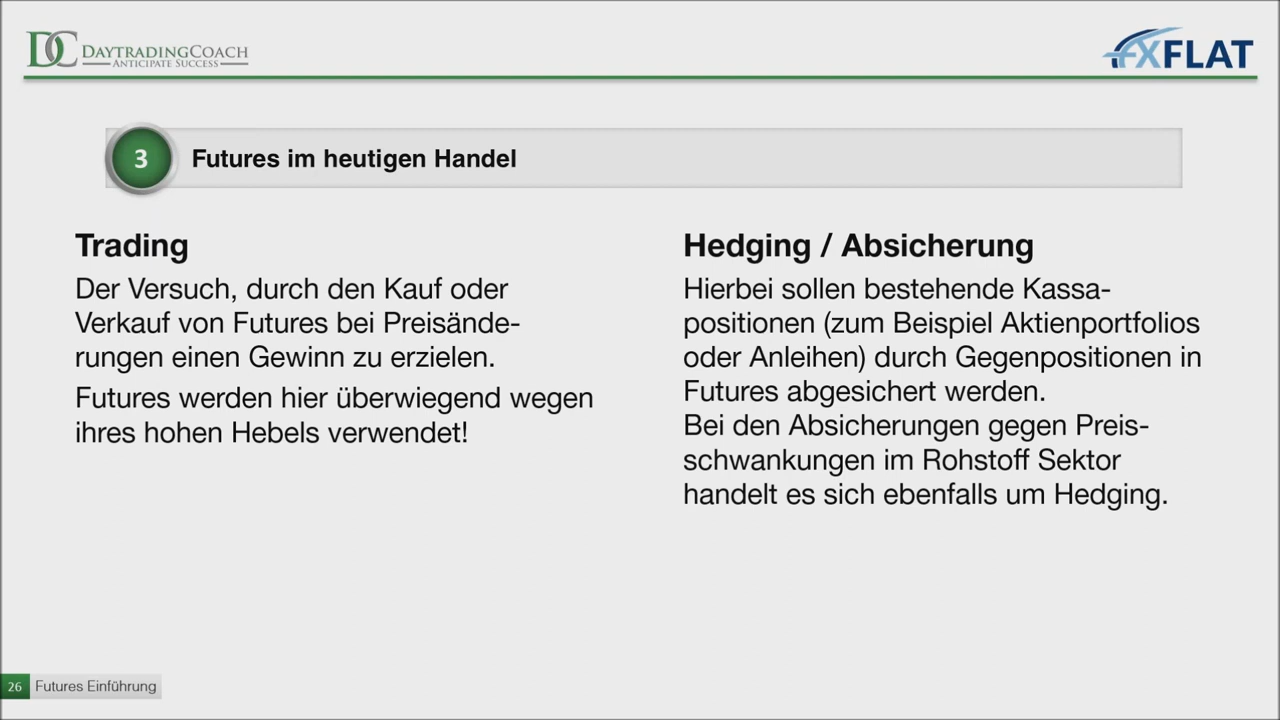 DC DAYTRADINGCOACH
ANTICIPATE SUCCESS
FXFLAT
3 Futures im heutigen Handel
Trading
Der Versuch, durch den Kauf oder
Verkauf von Futures bei Preisände-
rungen einen Gewinn zu erzielen.
Futures werden hier überwiegend wegen
ihres hohen Hebels verwendet!
Hedging / Absicherung
Hierbei sollen bestehende Kassa-
positionen (zum Beispiel Aktienportfolios
oder Anleihen) durch Gegenpositionen in
Futures abgesichert werden.
Bei den Absicherungen gegen Preis-
schwankungen im Rohstoff Sektor
handelt es sich ebenfalls um Hedging.
26 Futures Einführung